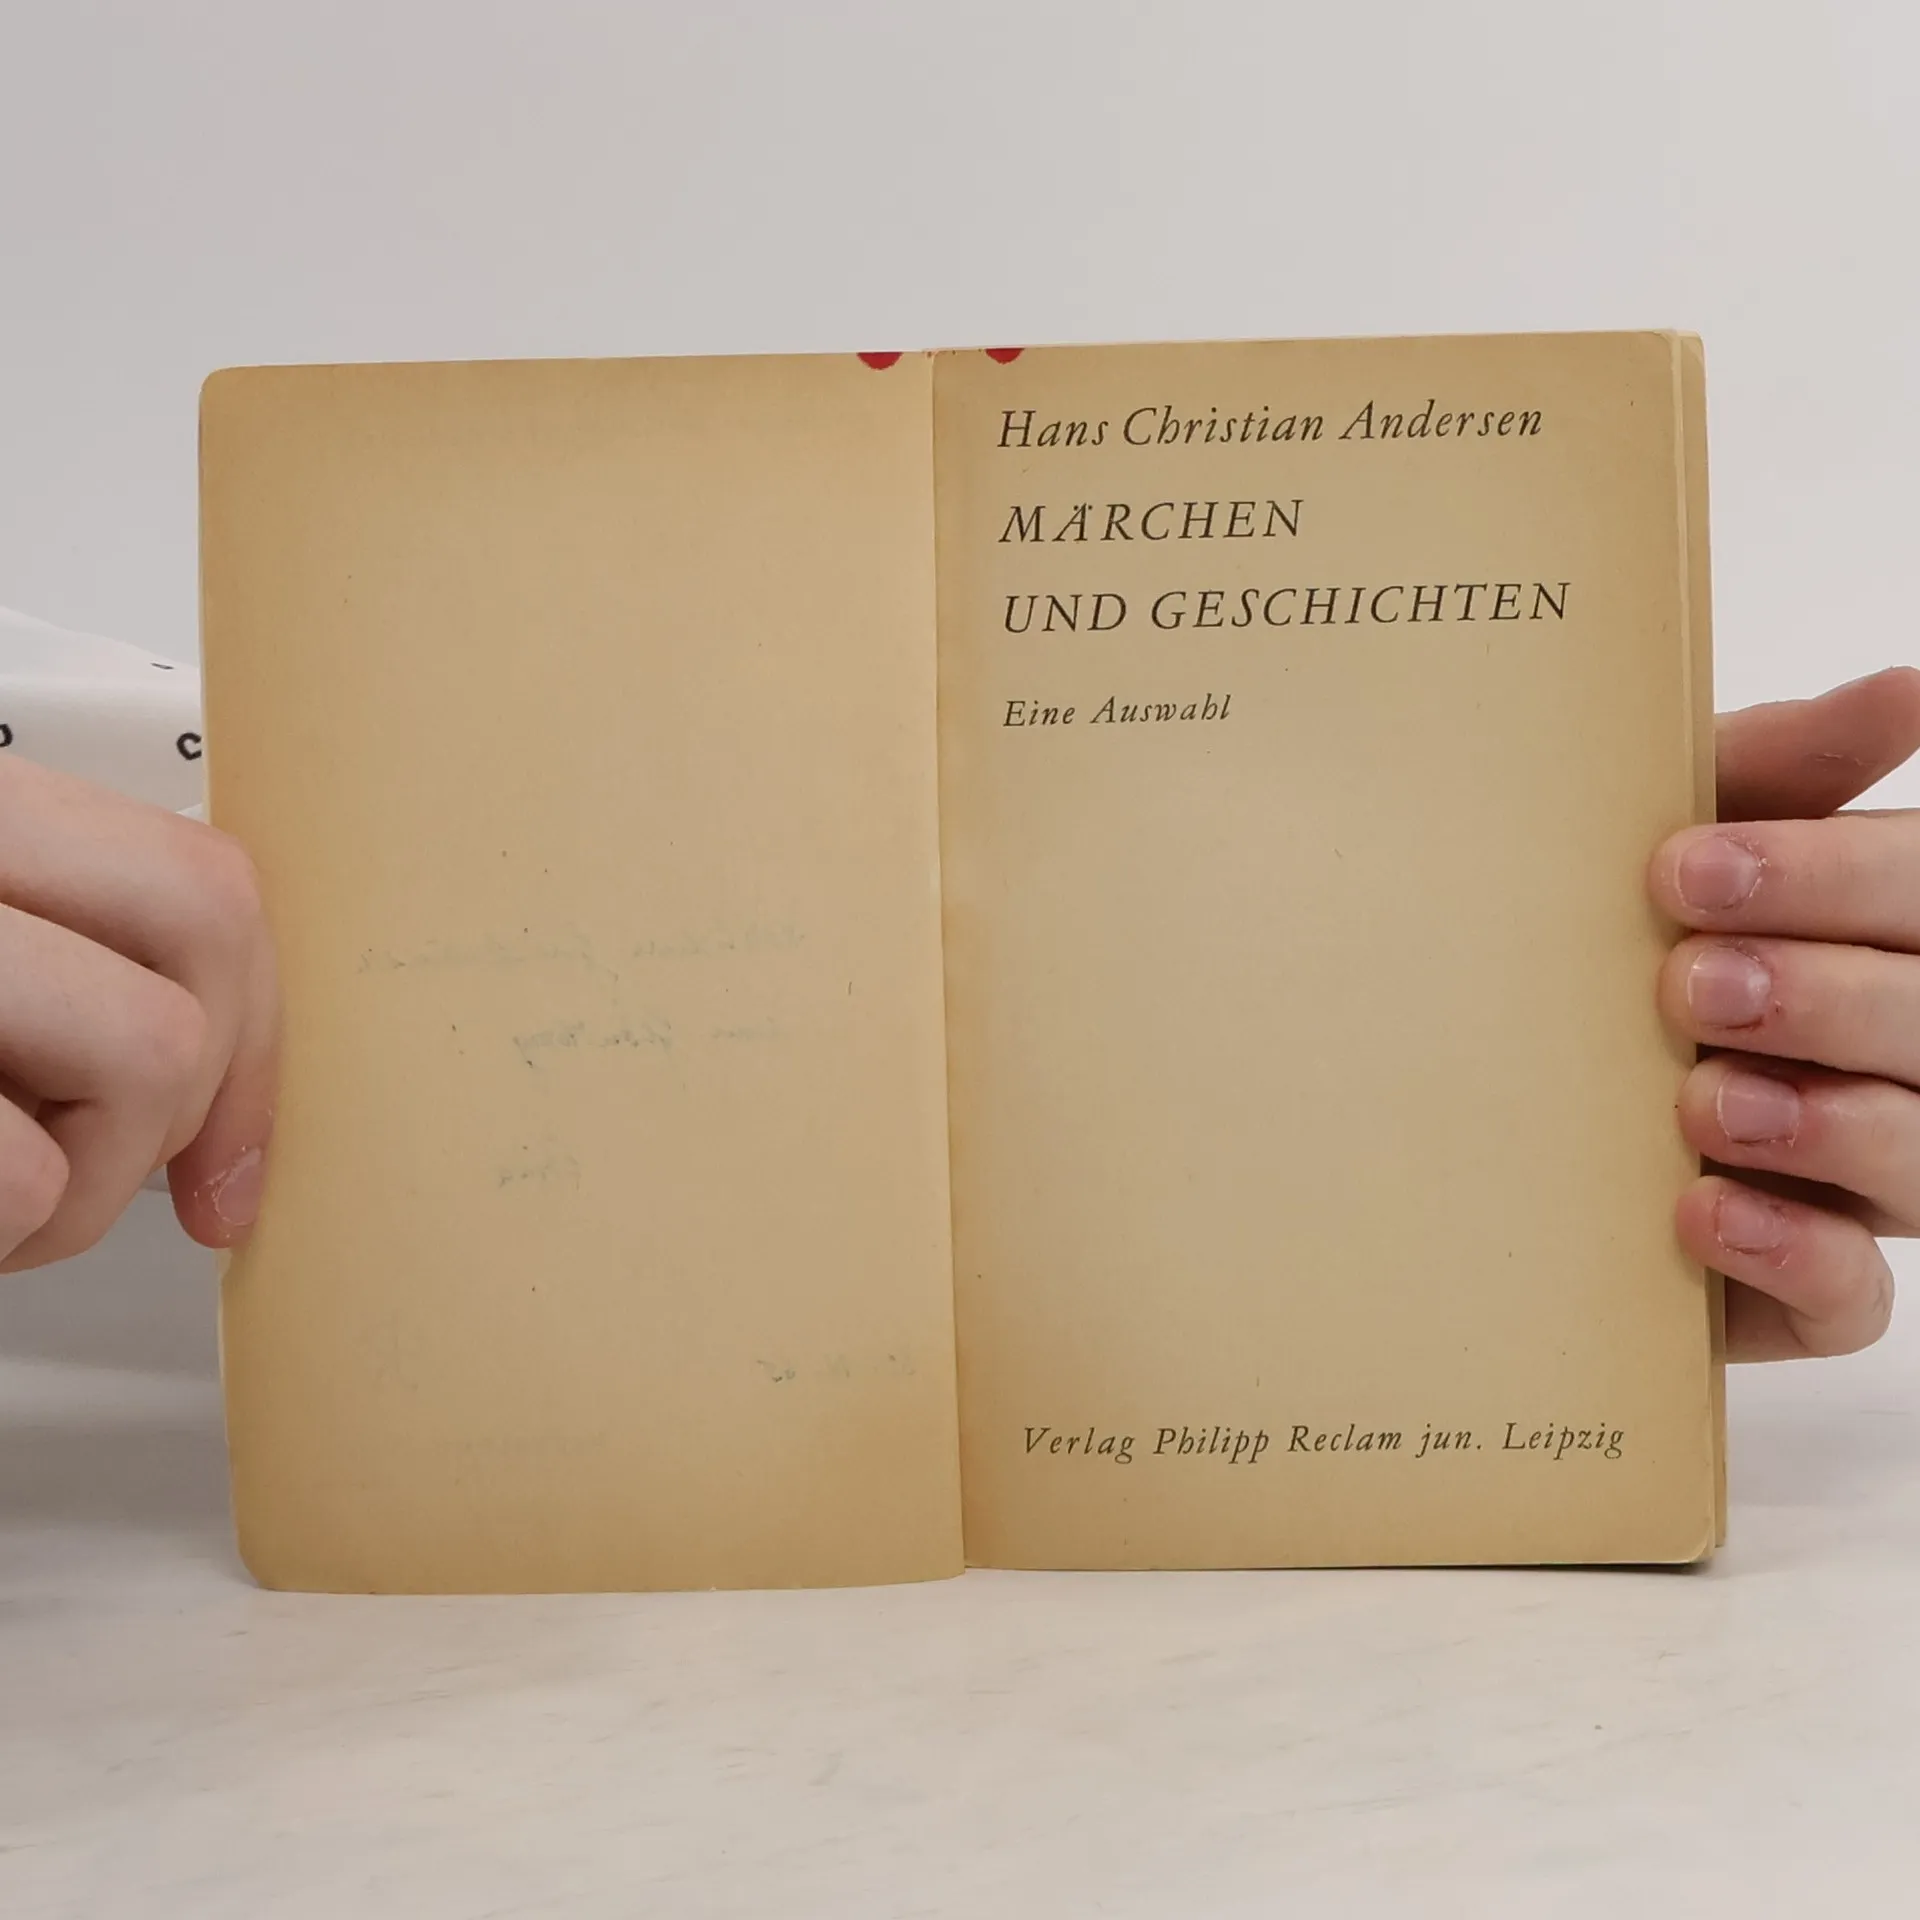 Hans Christian Andersen
MÄRCHEN
UND GESCHICHTEN
Eine Auswahl
Verlag Philipp Reclam jun. Leipzig